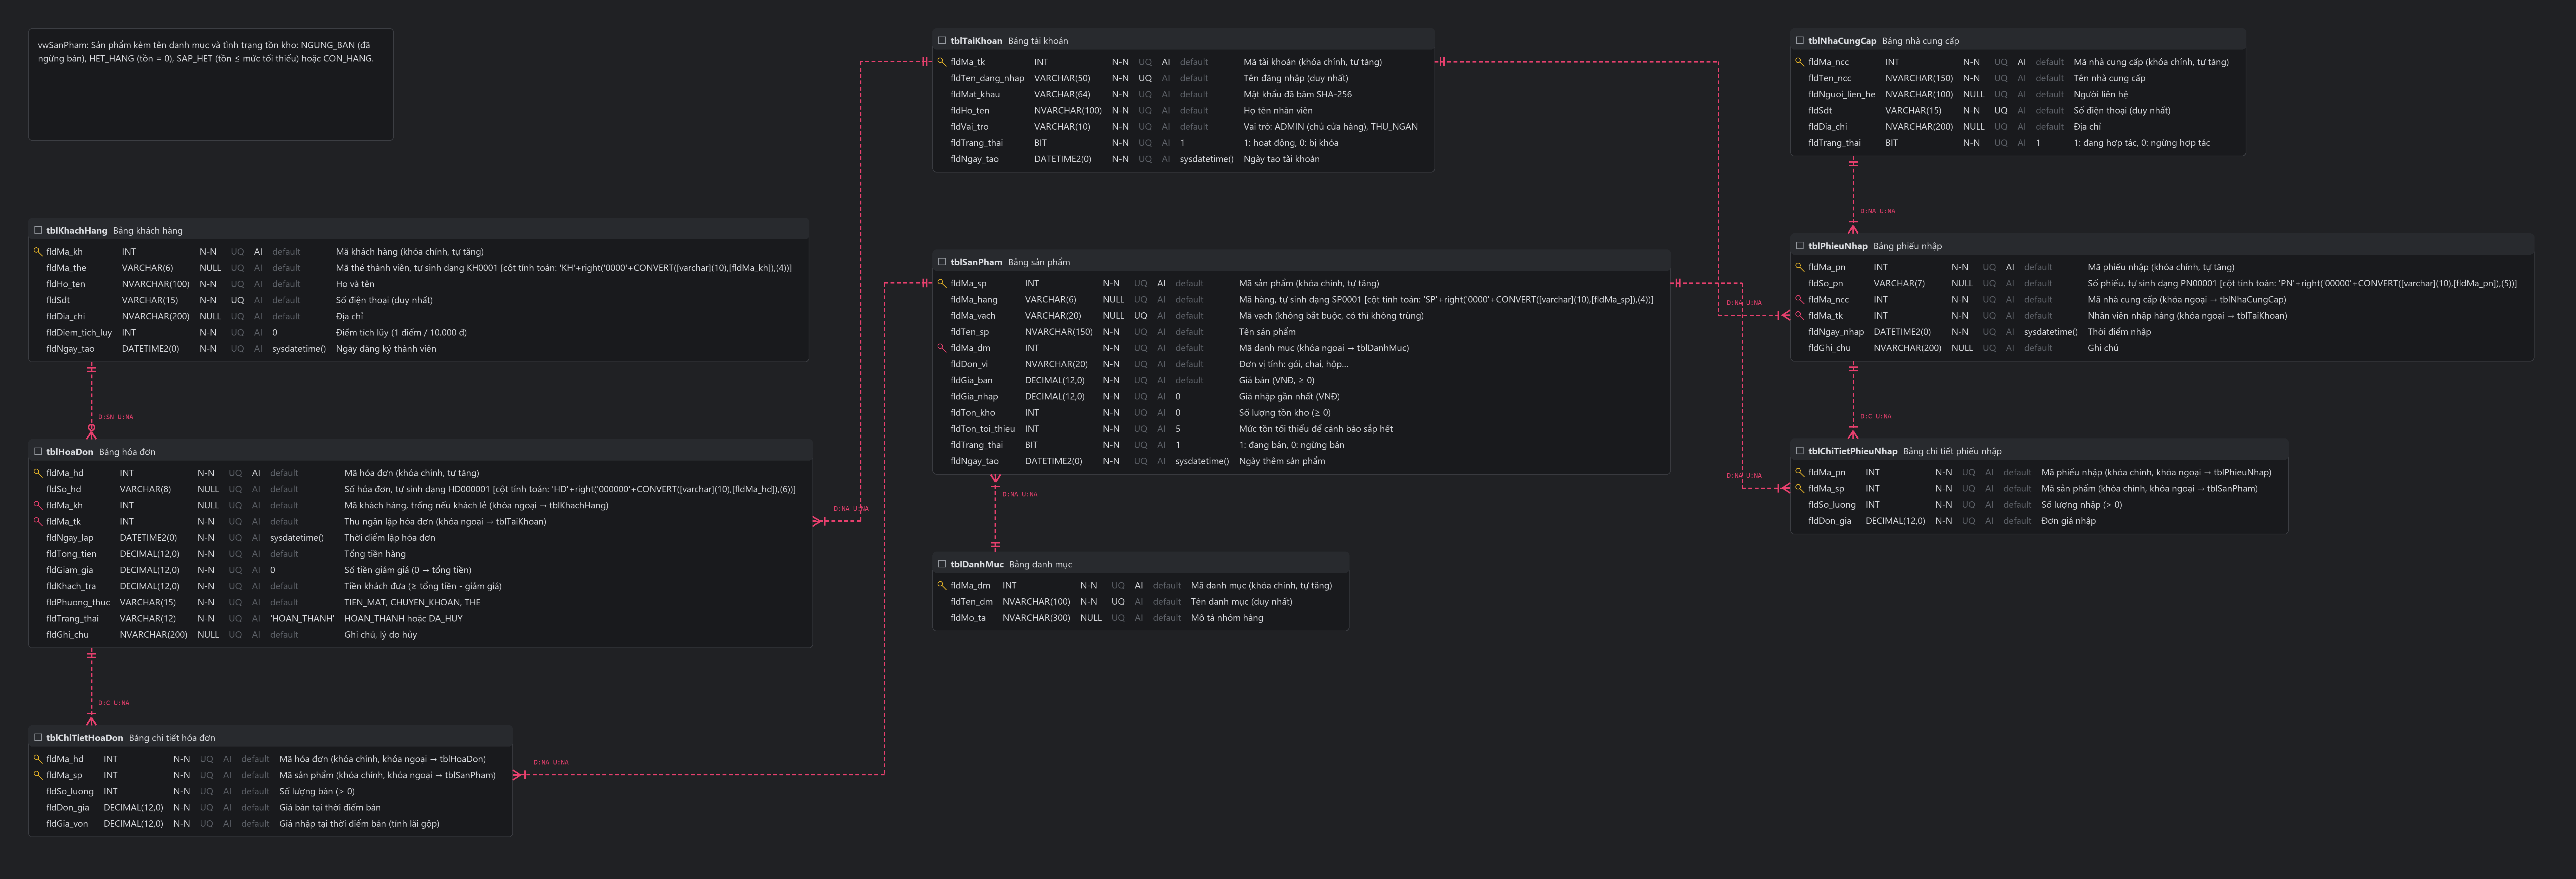 vwSanPham: Sản phẩm kèm tên danh mục và tình trạng tồn kho: NGUNG_BAN (đã
ngừng bán), HET_HANG (tồn = 0), SAP_HET (tồn ≤ mức tối thiểu) hoặc CON_HANG.
tblTaiKhoan Bảng tài khoản
fldMa_tk INT N-N UQ AI default Mã tài khoản (khóa chính, tự tăng)
fldTen_dang_nhap VARCHAR(50) N-N UQ AI default Tên đăng nhập (duy nhất)
fldMat_khau VARCHAR(64) N-N UQ AI default Mật khẩu đã băm SHA-256
fldHo_ten NVARCHAR(100) N-N UQ AI default Họ tên nhân viên
fldVai_tro VARCHAR(10) N-N UQ AI default Vai trò: ADMIN (chủ cửa hàng), THU_NGAN
fldTrang_thai BIT N-N UQ AI 1 1: hoạt động, 0: bị khóa
fldNgay_tao DATETIME2(0) N-N UQ AI sysdatetime() Ngày tạo tài khoản
tblNhaCungCap Bảng nhà cung cấp
fldMa_ncc INT N-N UQ AI default Mã nhà cung cấp (khóa chính, tự tăng)
fldTen_ncc NVARCHAR(150) N-N UQ AI default Tên nhà cung cấp
fldNguoi_lien_he NVARCHAR(100) NULL UQ AI default Người liên hệ
fldSdt VARCHAR(15) N-N UQ AI default Số điện thoại (duy nhất)
fldDia_chi NVARCHAR(200) NULL UQ AI default Địa chỉ
fldTrang_thai BIT N-N UQ AI 1 1: đang hợp tác, 0: ngừng hợp tác
D:NA U:NA
tblKhachHang Bảng khách hàng
fldMa_kh INT N-N UQ AI default Mã khách hàng (khóa chính, tự tăng)
fldMa_the VARCHAR(6) NULL UQ AI default Mã thẻ thành viên, tự sinh dạng KH0001 [cột tính toán: 'KH'+right('0000'+CONVERT([varchar](10),[fldMa_kh]),(4))]
fldHo_ten NVARCHAR(100) N-N UQ AI default Họ và tên
fldSdt VARCHAR(15) N-N UQ AI default Số điện thoại (duy nhất)
fldDia_chi NVARCHAR(200) NULL UQ AI default Địa chỉ
fldDiem_tich_luy INT N-N UQ AI 0 Điểm tích lũy (1 điểm / 10.000 đ)
fldNgay_tao DATETIME2(0) N-N UQ AI sysdatetime() Ngày đăng ký thành viên
D:SN U:NA
tblSanPham Bảng sản phẩm
fldMa_sp INT N-N UQ AI default Mã sản phẩm (khóa chính, tự tăng)
fldMa_hang VARCHAR(6) NULL UQ AI default Mã hàng, tự sinh dạng SP0001 [cột tính toán: 'SP'+right('0000'+CONVERT([varchar](10),[fldMa_sp]),(4))]
fldMa_vach VARCHAR(20) NULL UQ AI default Mã vạch (không bắt buộc, có thì không trùng)
fldTen_sp NVARCHAR(150) N-N UQ AI default Tên sản phẩm
fldMa_dm INT N-N UQ AI default Mã danh mục (khóa ngoại → tblDanhMuc)
fldDon_vi NVARCHAR(20) N-N UQ AI default Đơn vị tính: gói, chai, hộp...
fldGia_ban DECIMAL(12,0) N-N UQ AI default Giá bán (VNĐ, ≥ 0)
fldGia_nhap DECIMAL(12,0) N-N UQ AI 0 Giá nhập gần nhất (VNĐ)
fldTon_kho INT N-N UQ AI 0 Số lượng tồn kho (≥ 0)
fldTon_toi_thieu INT N-N UQ AI 5 Mức tồn tối thiểu để cảnh báo sắp hết
fldTrang_thai BIT N-N UQ AI 1 1: đang bán, 0: ngừng bán
fldNgay_tao DATETIME2(0) N-N UQ AI sysdatetime() Ngày thêm sản phẩm
D:NA U:NA
D:NA U:NA
D:NA U:NA
tblPhieuNhap Bảng phiếu nhập
fldMa_pn INT N-N UQ AI default Mã phiếu nhập (khóa chính, tự tăng)
fldSo_pn VARCHAR(7) NULL UQ AI default Số phiếu, tự sinh dạng PN00001 [cột tính toán: 'PN'+right('00000'+CONVERT([varchar](10),[fldMa_pn]),(5))]
fldMa_ncc INT N-N UQ AI default Mã nhà cung cấp (khóa ngoại → tblNhaCungCap)
fldMa_tk INT N-N UQ AI default Nhân viên nhập hàng (khóa ngoại → tblTaiKhoan)
fldNgay_nhap DATETIME2(0) N-N UQ AI sysdatetime() Thời điểm nhập
fldGhi_chu NVARCHAR(200) NULL UQ AI default Ghi chú
D:C U:NA
tblHoaDon Bảng hóa đơn
fldMa_hd INT N-N UQ AI default Mã hóa đơn (khóa chính, tự tăng)
fldSo_hd VARCHAR(8) NULL UQ AI default Số hóa đơn, tự sinh dạng HD000001 [cột tính toán: 'HD'+right('000000'+CONVERT([varchar](10),[fldMa_hd]),(6))]
fldMa_kh INT N-N UQ AI default Mã khách hàng, trống nếu khách lẻ (khóa ngoại → tblKhachHang)
fldMa_tk INT N-N UQ AI default Thu ngân lập hóa đơn (khóa ngoại → tblTaiKhoan)
fldNgay_lap DATETIME2(0) N-N UQ AI sysdatetime() Thời điểm lập hóa đơn
fldTong_tien DECIMAL(12,0) N-N UQ AI default Tổng tiền hàng
fldGiam_gia DECIMAL(12,0) N-N UQ AI 0 Số tiền giảm giá (0 → tổng tiền)
fldKhach_tra DECIMAL(12,0) N-N UQ AI default Tiền khách đưa (≥ tổng tiền - giảm giá)
fldPhuong_thuc VARCHAR(15) N-N UQ AI default TIEN_MAT, CHUYEN_KHOAN, THE
fldTrang_thai VARCHAR(12) N-N UQ AI 'HOAN_THANH' HOAN_THANH hoặc DA_HUY
fldGhi_chu NVARCHAR(200) NULL UQ AI default Ghi chú, lý do hủy
D:NA U:NA
D:C U:NA
tblChiTietPhieuNhap Bảng chi tiết phiếu nhập
fldMa_pn INT N-N UQ AI default Mã phiếu nhập (khóa chính, khóa ngoại → tblPhieuNhap)
fldMa_sp INT N-N UQ AI default Mã sản phẩm (khóa chính, khóa ngoại → tblSanPham)
fldSo_luong INT N-N UQ AI default Số lượng nhập (> 0)
fldDon_gia DECIMAL(12,0) N-N UQ AI default Đơn giá nhập
tblDanhMuc Bảng danh mục
fldMa_dm INT N-N UQ AI default Mã danh mục (khóa chính, tự tăng)
fldTen_dm NVARCHAR(100) N-N UQ AI default Tên danh mục (duy nhất)
fldMo_ta NVARCHAR(300) NULL UQ AI default Mô tả nhóm hàng
tblChiTietHoaDon Bảng chi tiết hóa đơn
fldMa_hd INT N-N UQ AI default Mã hóa đơn (khóa chính, khóa ngoại → tblHoaDon)
fldMa_sp INT N-N UQ AI default Mã sản phẩm (khóa chính, khóa ngoại → tblSanPham)
fldSo_luong INT N-N UQ AI default Số lượng bán (> 0)
fldDon_gia DECIMAL(12,0) N-N UQ AI default Giá bán tại thời điểm bán
fldGia_von DECIMAL(12,0) N-N UQ AI default Giá nhập tại thời điểm bán (tính lãi gộp)
D:NA U:NA